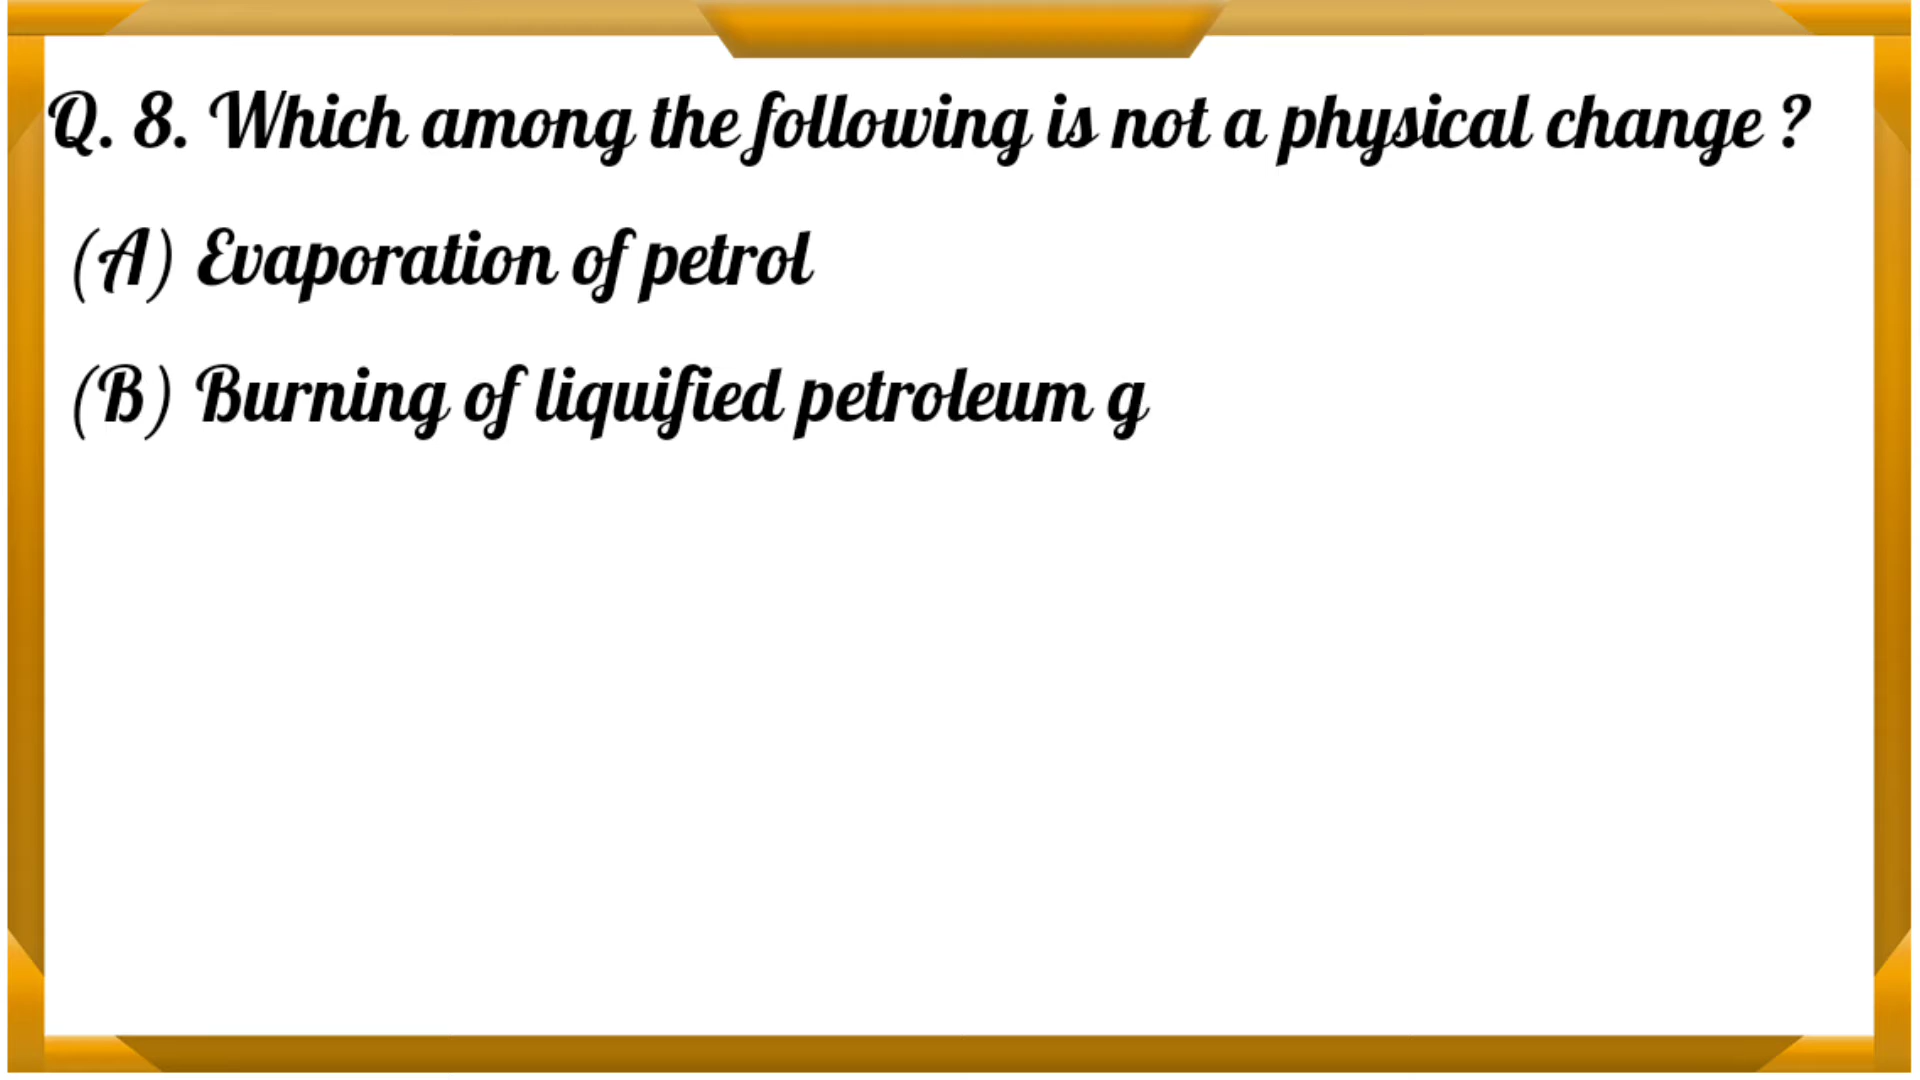 Q. 8. Which among the following is not a physical change ?
(A) Evaporation of petrol
(B) Burning of liquified petroleum g